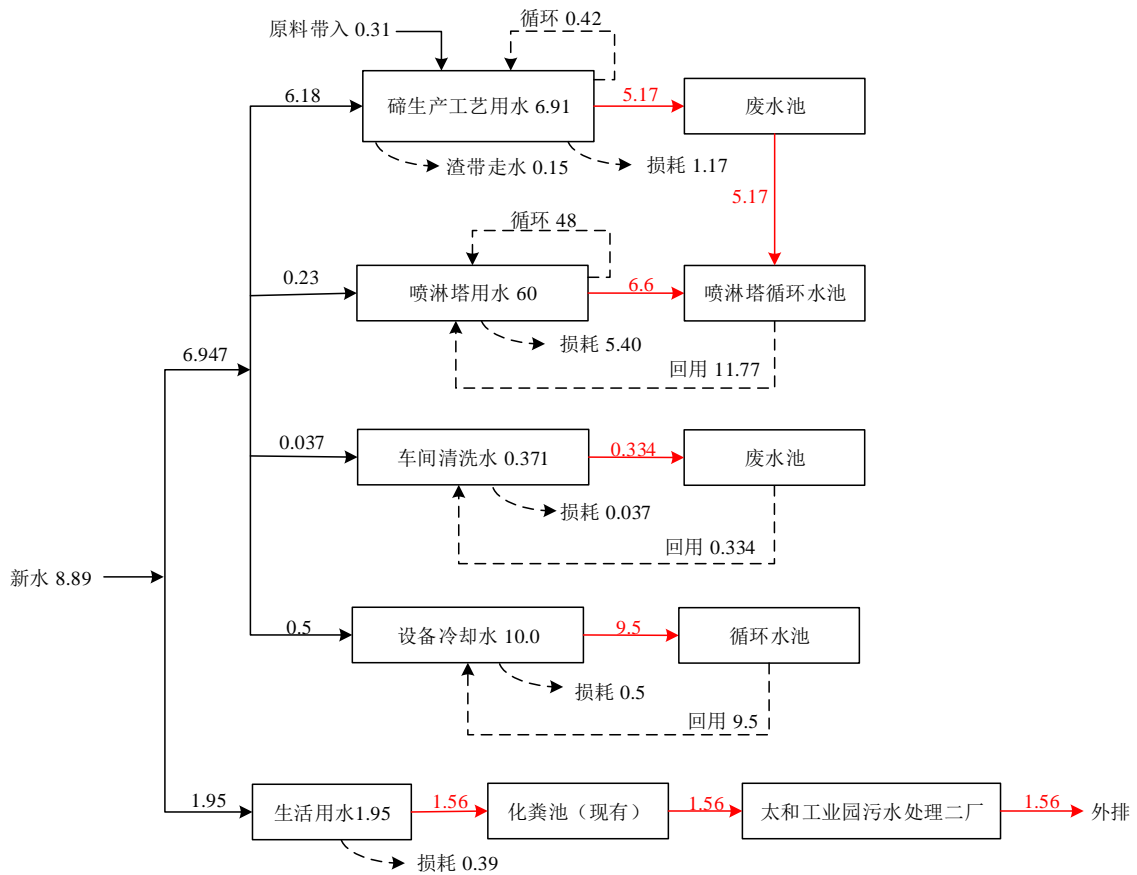 原料带入 0.31
循环 0.42
6.18
碲生产工艺用水 6.91
5.17
废水池
渣带走水 0.15
损耗 1.17
5.17
循环 48
0.23
喷淋塔用水 60
6.6
喷淋塔循环水池
损耗 5.40
6.947
回用 11.77
0.037
车间清洗水 0.371
0.334
废水池
损耗 0.037
回用 0.334
新水 8.89
0.5
设备冷却水 10.0
9.5
循环水池
损耗 0.5
回用 9.5
1.95
生活用水1.95
1.56
化粪池（现有）
1.56
太和工业园污水处理二厂
1.56
外排
损耗 0.39